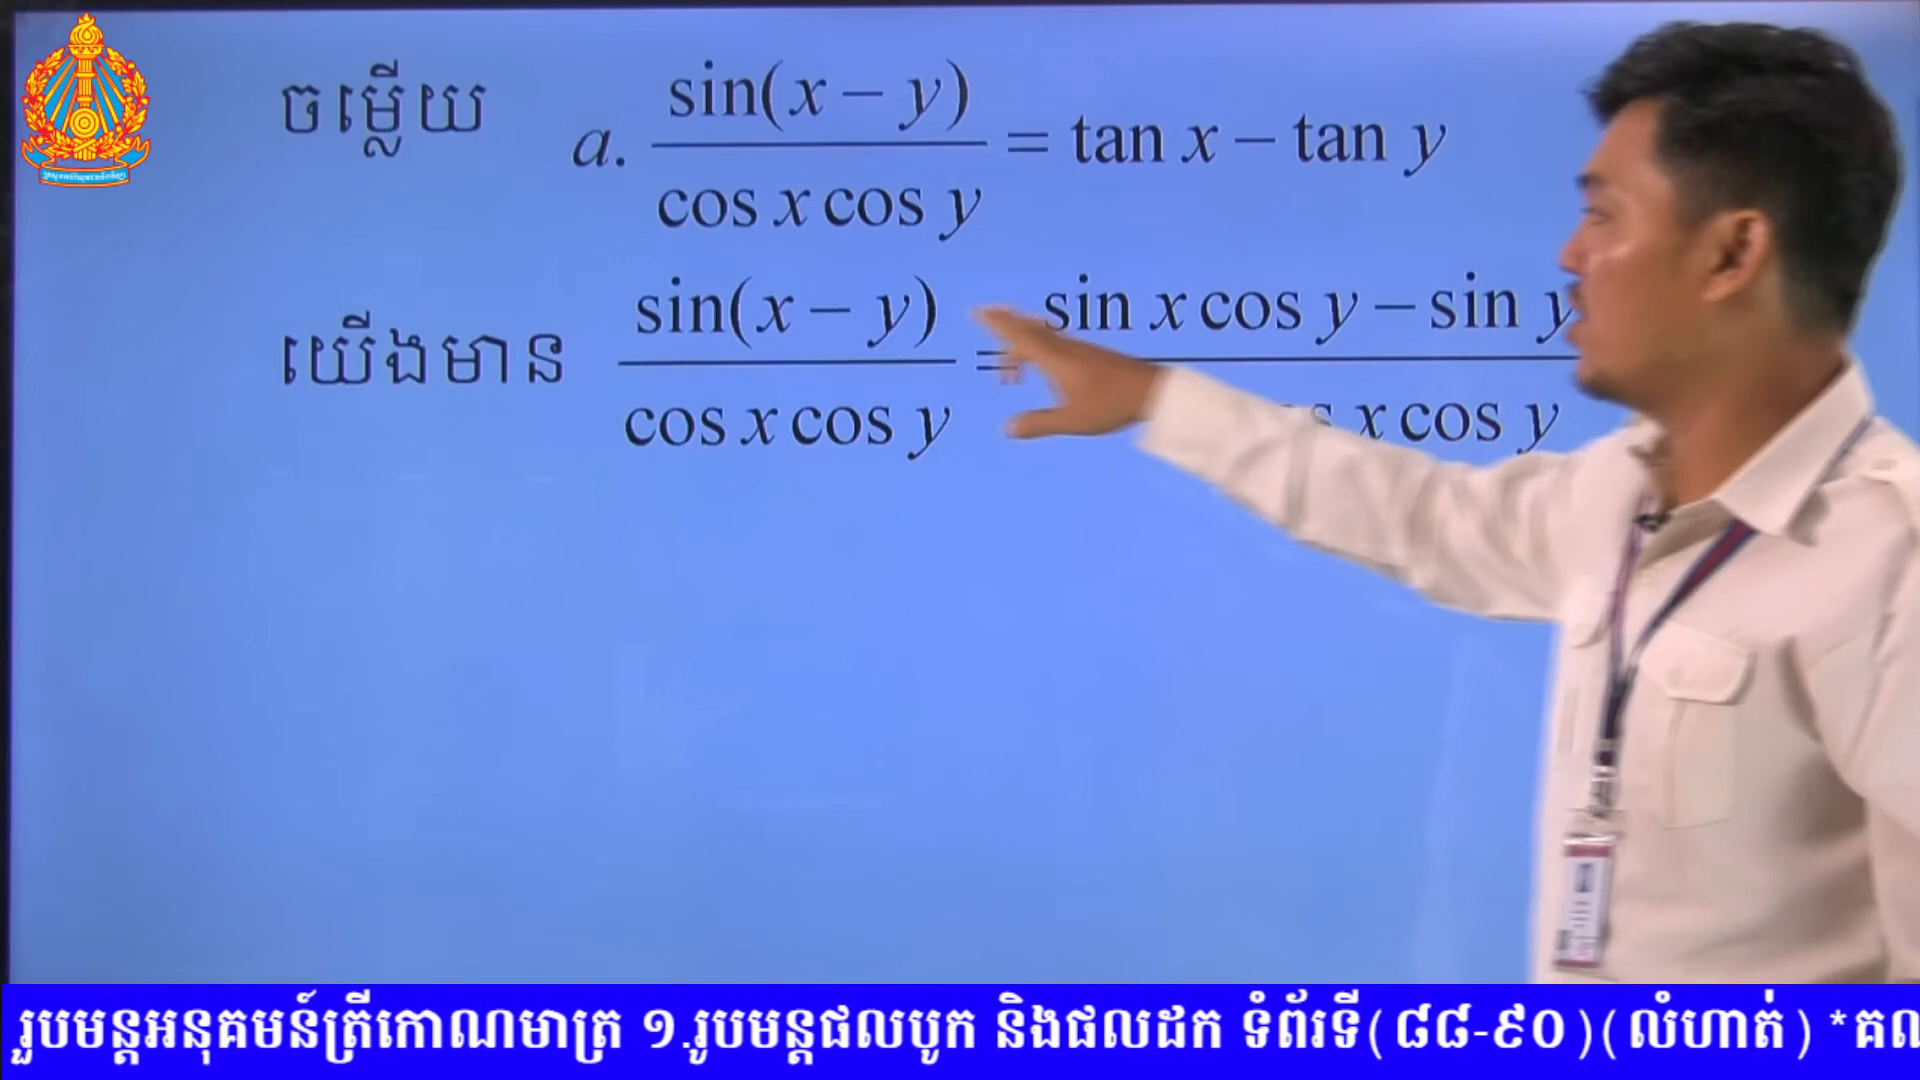 ចម្លើយ a. sin(x − y) / cos x cos y = tan x − tan y
យើងមាន sin(x − y) / cos x cos y = sin x cos y − sin y / x cos y
រួបមន្តអនុគមន៍ត្រីកោណមាត្រ ១.រូបមន្តផលបូក និងផលដក ទំព័រទី(៨៨-៩០)(លំហាត់) *គណ